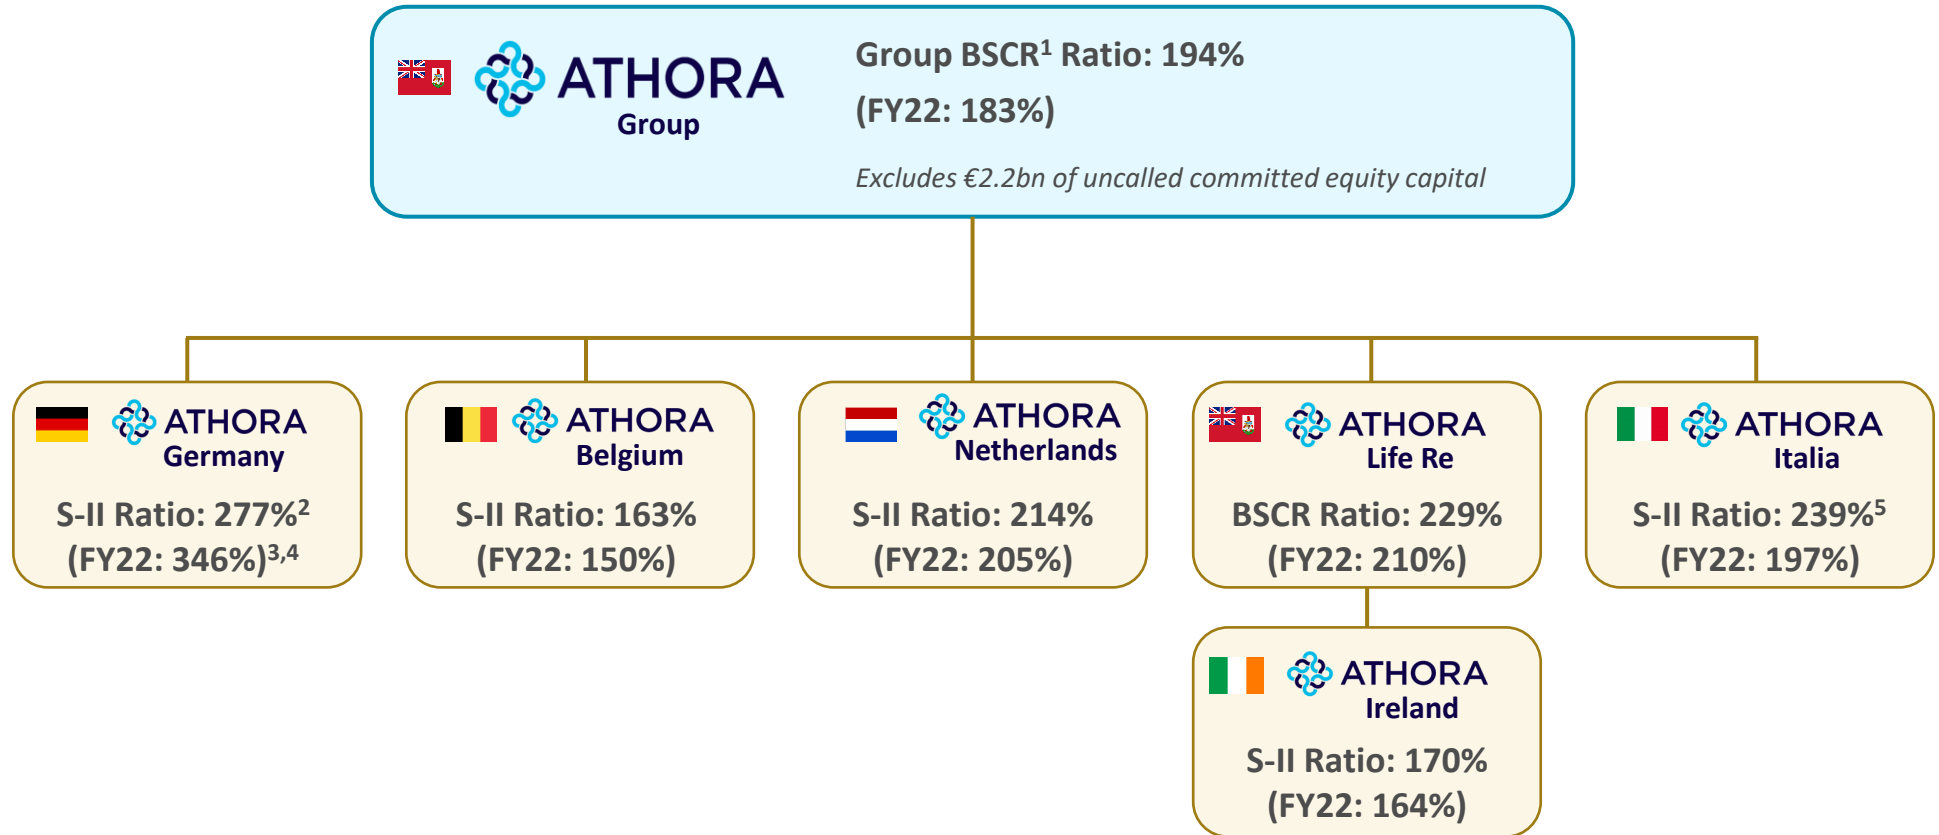 ATHORA
Group
Group BSCR¹ Ratio: 194%
(FY22: 183%)
Excludes €2.2bn of uncalled committed equity capital
ATHORA
Germany
S-II Ratio: 277%²
(FY22: 346%)³,⁴
ATHORA
Belgium
S-II Ratio: 163%
(FY22: 150%)
ATHORA
Netherlands
S-II Ratio: 214%
(FY22: 205%)
ATHORA
Life Re
BSCR Ratio: 229%
(FY22: 210%)
ATHORA
Italia
S-II Ratio: 239%⁵
(FY22: 197%)
ATHORA
Ireland
S-II Ratio: 170%
(FY22: 164%)